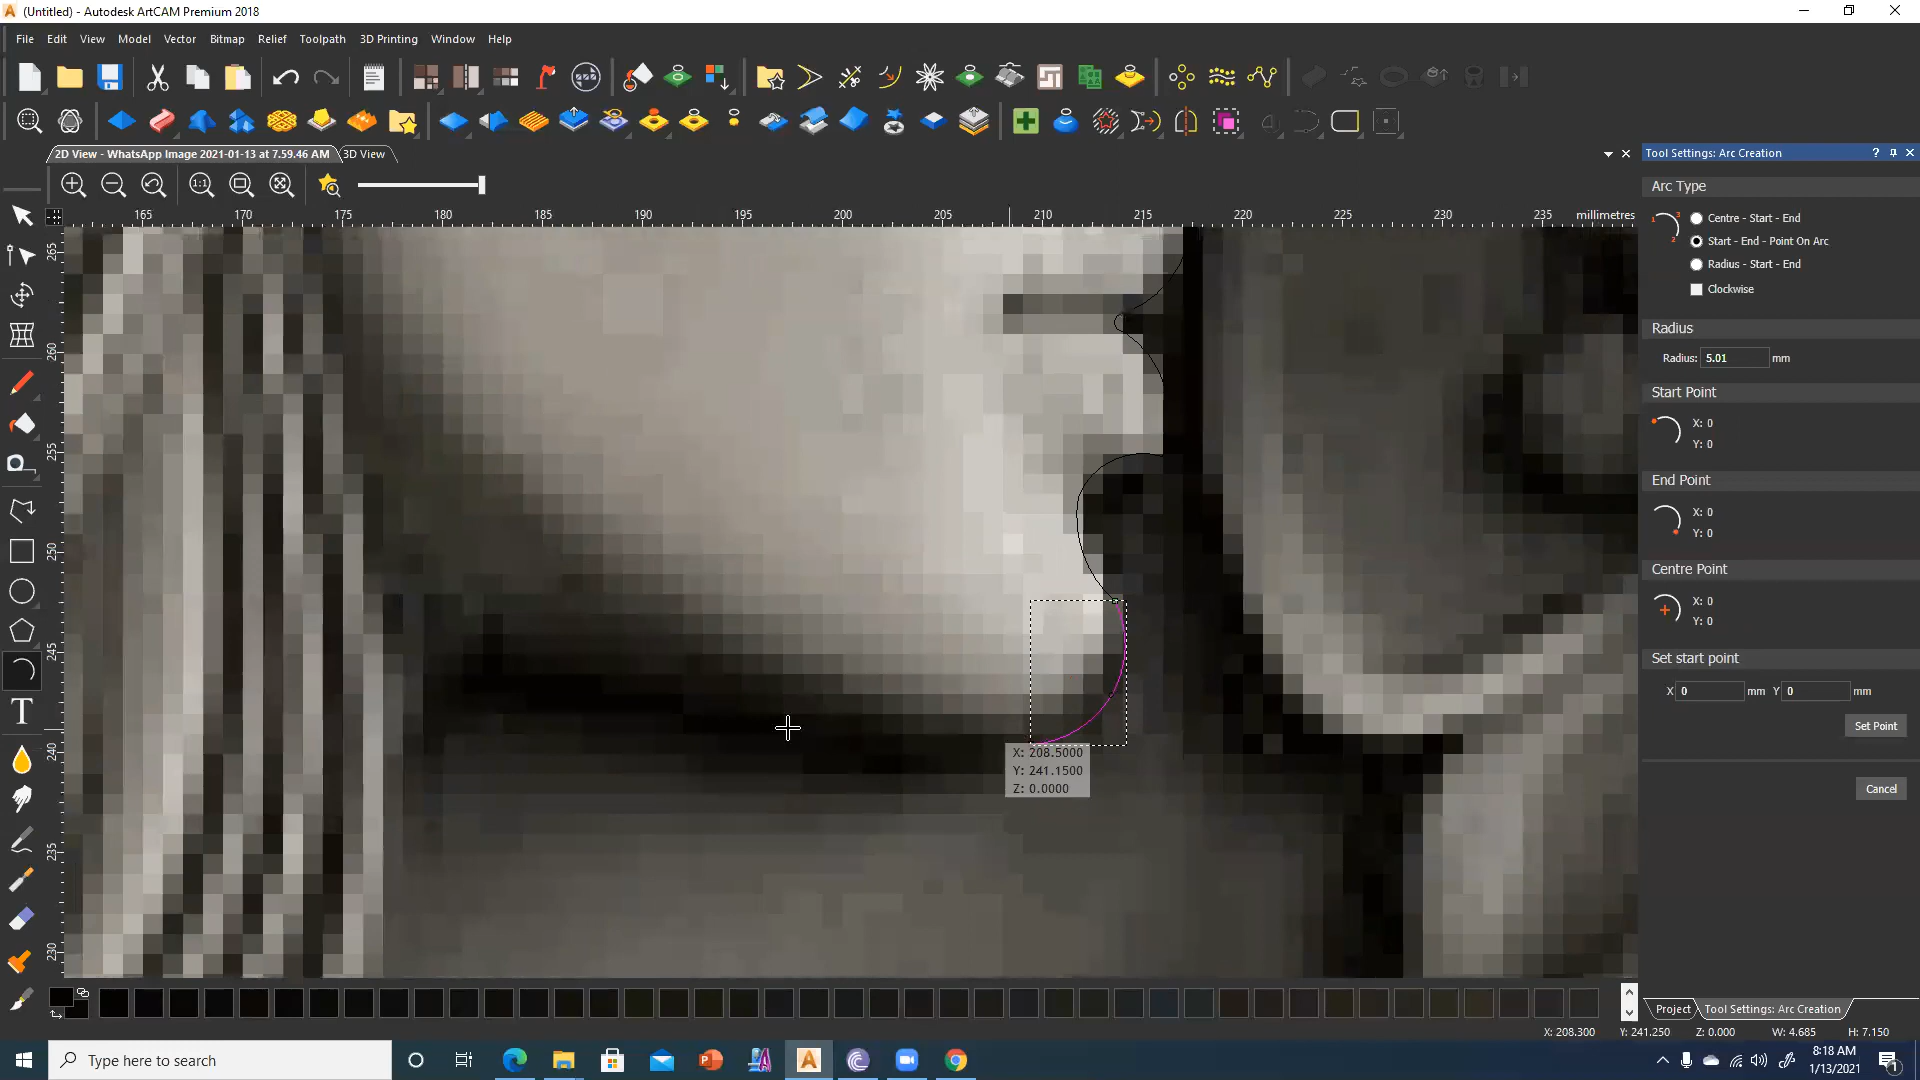 (Untitled) - Autodesk ArtCAM Premium 2018
File Edit View Model Vector Bitmap Relief Toolpath 3D Printing Window Help
2D View - WhatsApp Image 2021-01-13 at 7.59.46 AM 3D View
Tool Settings: Arc Creation
1:1
165 170 175 180 185 190 195 200 205 210 215 220 225 230 235 millimetres
265
260
255
250
245
240
235
230
Arc Type
Centre - Start - End
Start - End - Point On Arc
Radius - Start - End
Clockwise
Radius
Radius: 5.01 mm
Start Point
X: 0
Y: 0
End Point
X: 0
Y: 0
Centre Point
X: 0
Y: 0
Set start point
X 0 mm Y 0 mm
Set Point
Cancel
X: 208.5000
Y: 241.1500
Z: 0.0000
Project Tool Settings: Arc Creation
X: 208.300 Y: 241.250 Z: 0.000 W: 4.685 H: 7.150
Type here to search
8:18 AM
1/13/2021